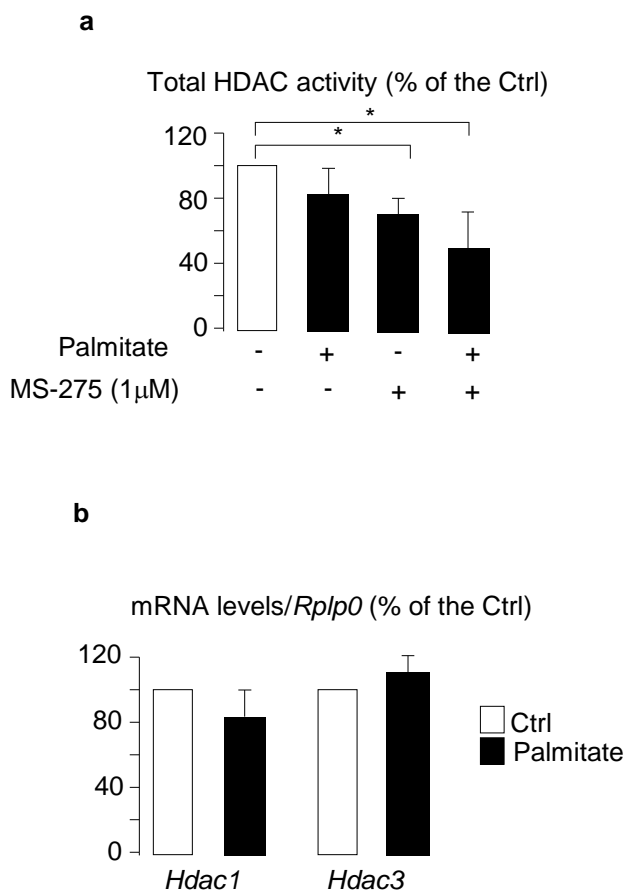 a
Total HDAC activity (% of the Ctrl)
*
*
120
80
40
0
Palmitate - + - +
MS-275 (1µM) - - + +
b
mRNA levels/Rplp0 (% of the Ctrl)
120
80
40
0
Ctrl
Palmitate
Hdac1 Hdac3